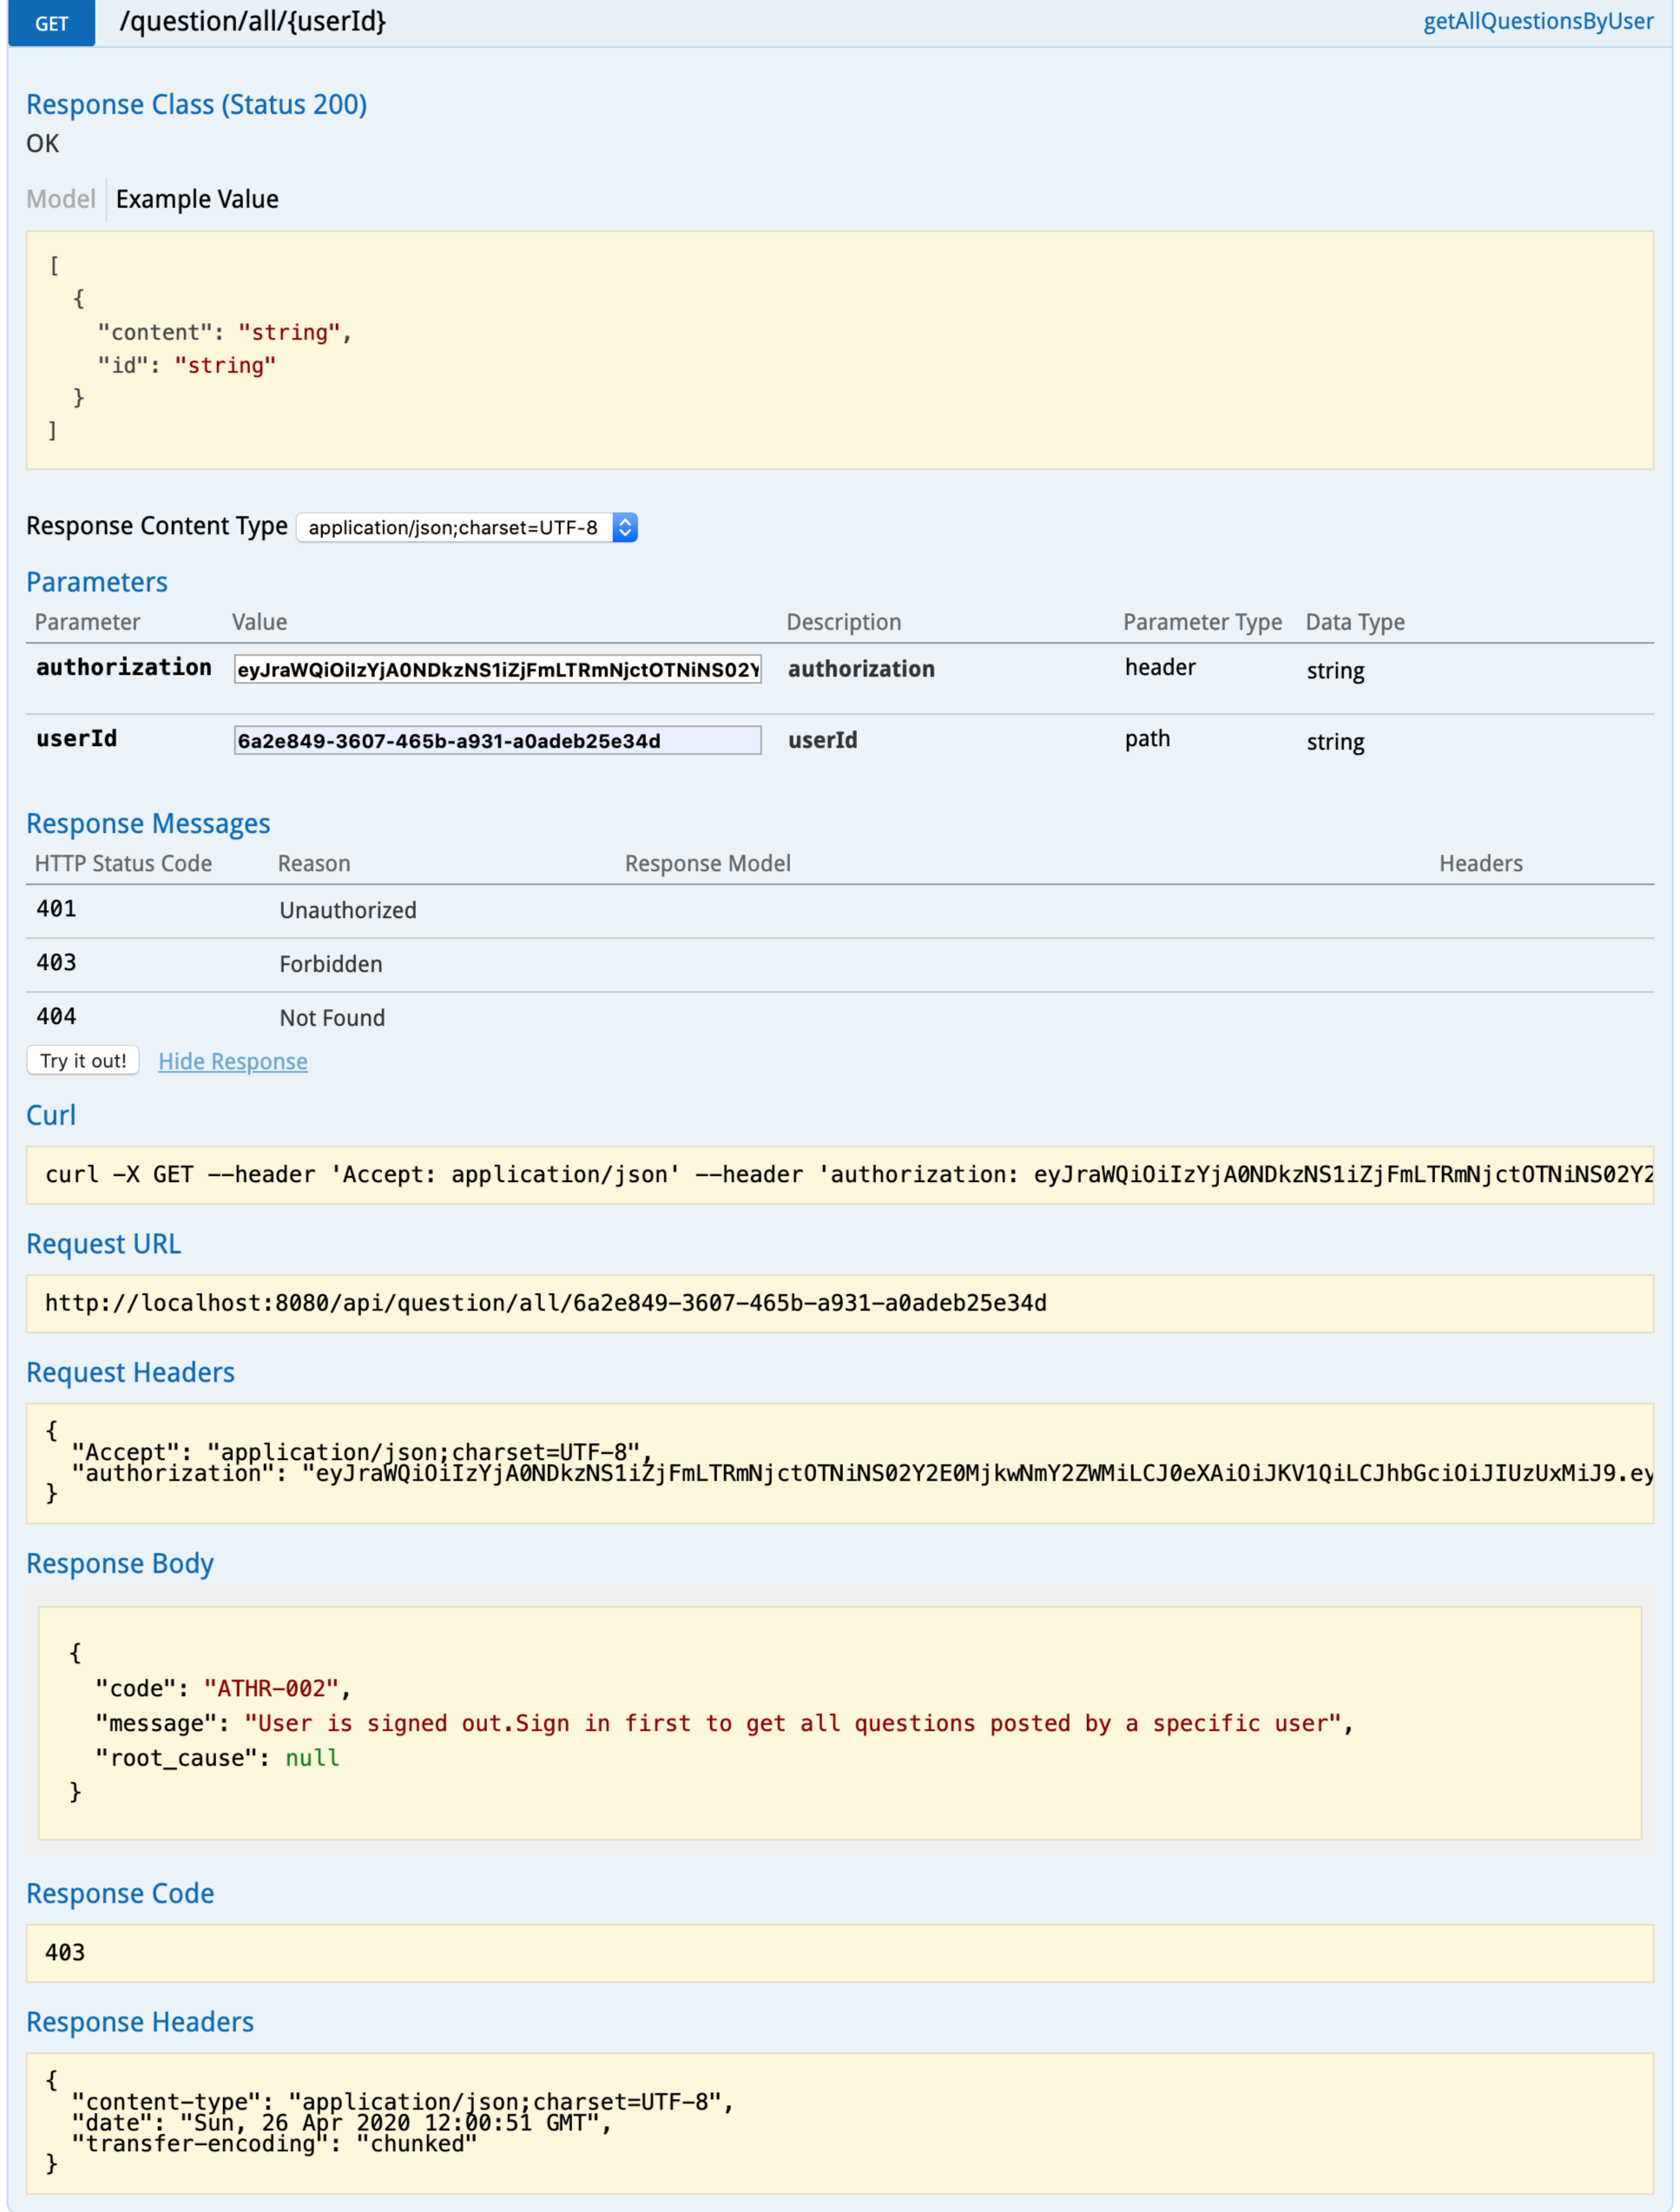 GET /question/all/{userId} getAllQuestionsByUser
Response Class (Status 200)
OK
Model Example Value
[
{
"content": "string",
"id": "string"
}
]
Response Content Type application/json;charset=UTF-8
Parameters
Parameter Value Description Parameter Type Data Type
authorization eyJraWQiOiIzYjA0NDkzNS1iZjFmLTRmNjctOTNiNS02Y authorization header string
userId 6a2e849-3607-465b-a931-a0adeb25e34d userId path string
Response Messages
HTTP Status Code Reason Response Model Headers
401 Unauthorized
403 Forbidden
404 Not Found
Try it out! Hide Response
Curl
curl -X GET --header 'Accept: application/json' --header 'authorization: eyJraWQiOiIzYjA0NDkzNS1iZjFmLTRmNjctOTNiNS02Y2
Request URL
http://localhost:8080/api/question/all/6a2e849-3607-465b-a931-a0adeb25e34d
Request Headers
{
"Accept": "application/json;charset=UTF-8",
"authorization": "eyJraWQiOiIzYjA0NDkzNS1iZjFmLTRmNjctOTNiNS02Y2E0MjkwNmY2ZWMiLCJ0eXAiOiJKV1QiLCJhbGciOiJIUzUxMiJ9.ey
}
Response Body
{
"code": "ATHR-002",
"message": "User is signed out.Sign in first to get all questions posted by a specific user",
"root_cause": null
}
Response Code
403
Response Headers
{
"content-type": "application/json;charset=UTF-8",
"date": "Sun, 26 Apr 2020 12:00:51 GMT",
"transfer-encoding": "chunked"
}